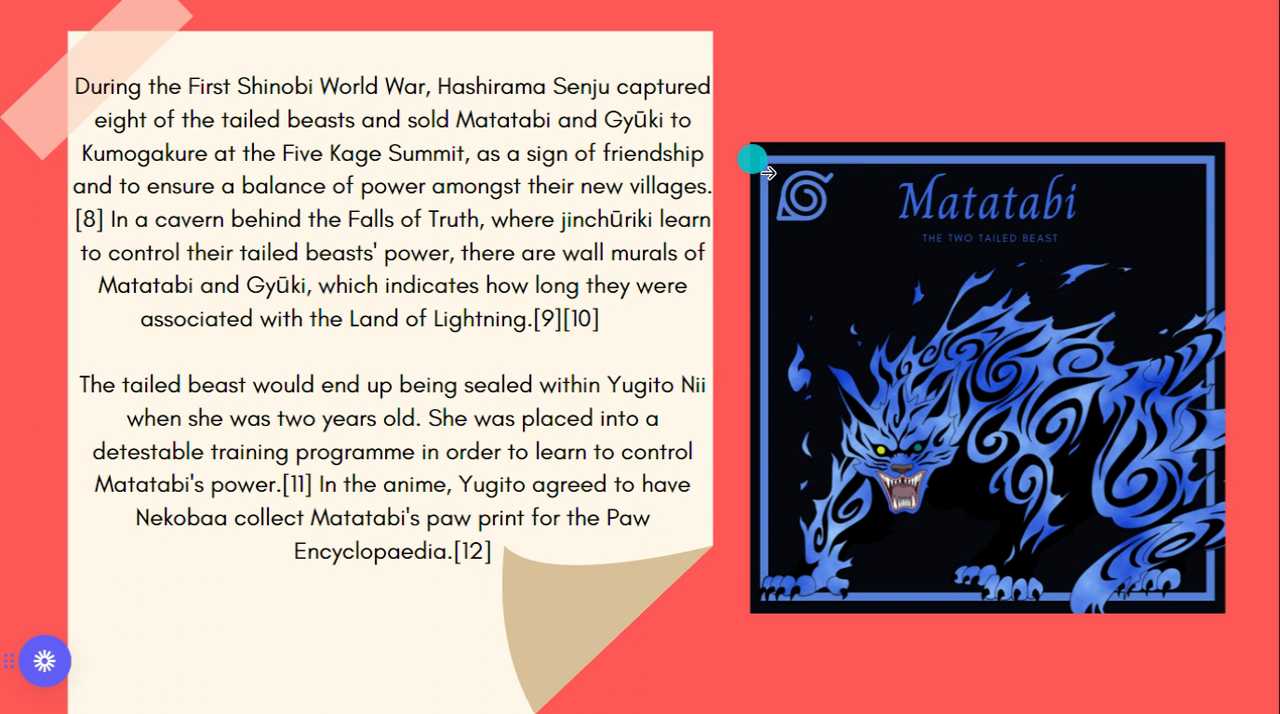 During the First Shinobi World War, Hashirama Senju captured
eight of the tailed beasts and sold Matatabi and Gyūki to
Kumogakure at the Five Kage Summit, as a sign of friendship
and to ensure a balance of power amongst their new villages.
[8] In a cavern behind the Falls of Truth, where jinchūriki learn
to control their tailed beasts' power, there are wall murals of
Matatabi and Gyūki, which indicates how long they were
associated with the Land of Lightning.[9][10]
The tailed beast would end up being sealed within Yugito Nii
when she was two years old. She was placed into a
detestable training programme in order to learn to control
Matatabi's power.[11] In the anime, Yugito agreed to have
Nekobaa collect Matatabi's paw print for the Paw
Encyclopaedia.[12]
Matatabi
THE TWO TAILED BEAST